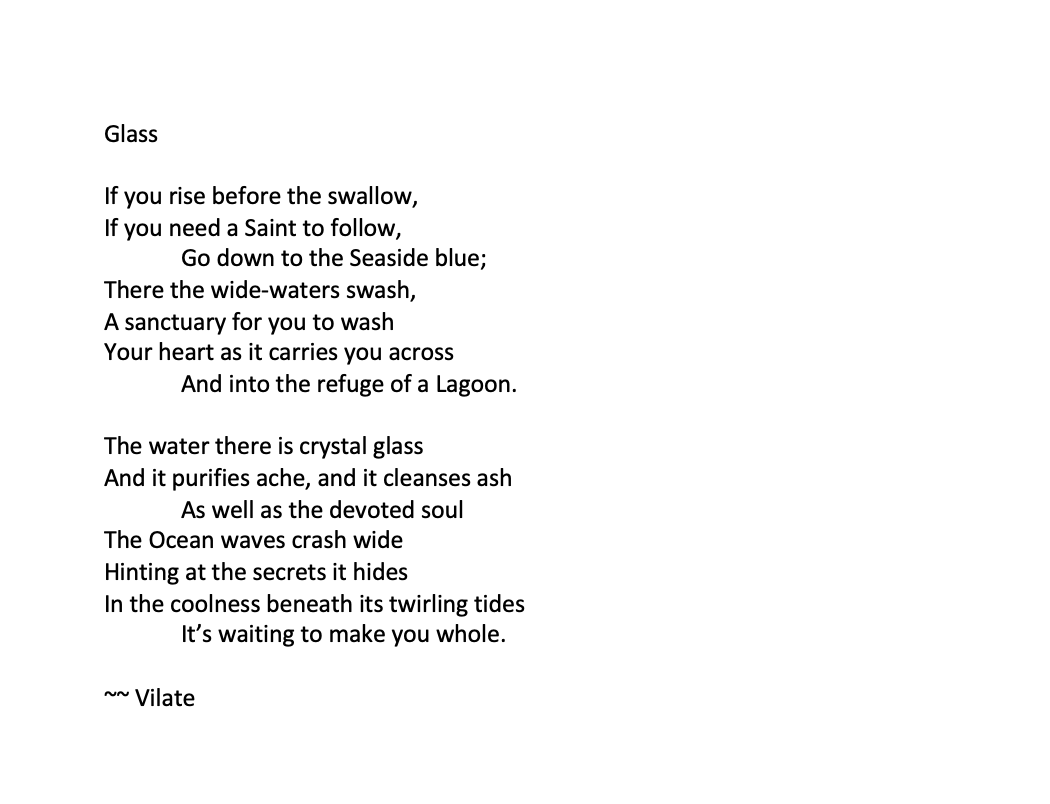 Glass
If you rise before the swallow,
If you need a Saint to follow,
Go down to the Seaside blue;
There the wide-waters swash,
A sanctuary for you to wash
Your heart as it carries you across
And into the refuge of a Lagoon.
The water there is crystal glass
And it purifies ache, and it cleanses ash
As well as the devoted soul
The Ocean waves crash wide
Hinting at the secrets it hides
In the coolness beneath its twirling tides
It’s waiting to make you whole.
~~ Vilate